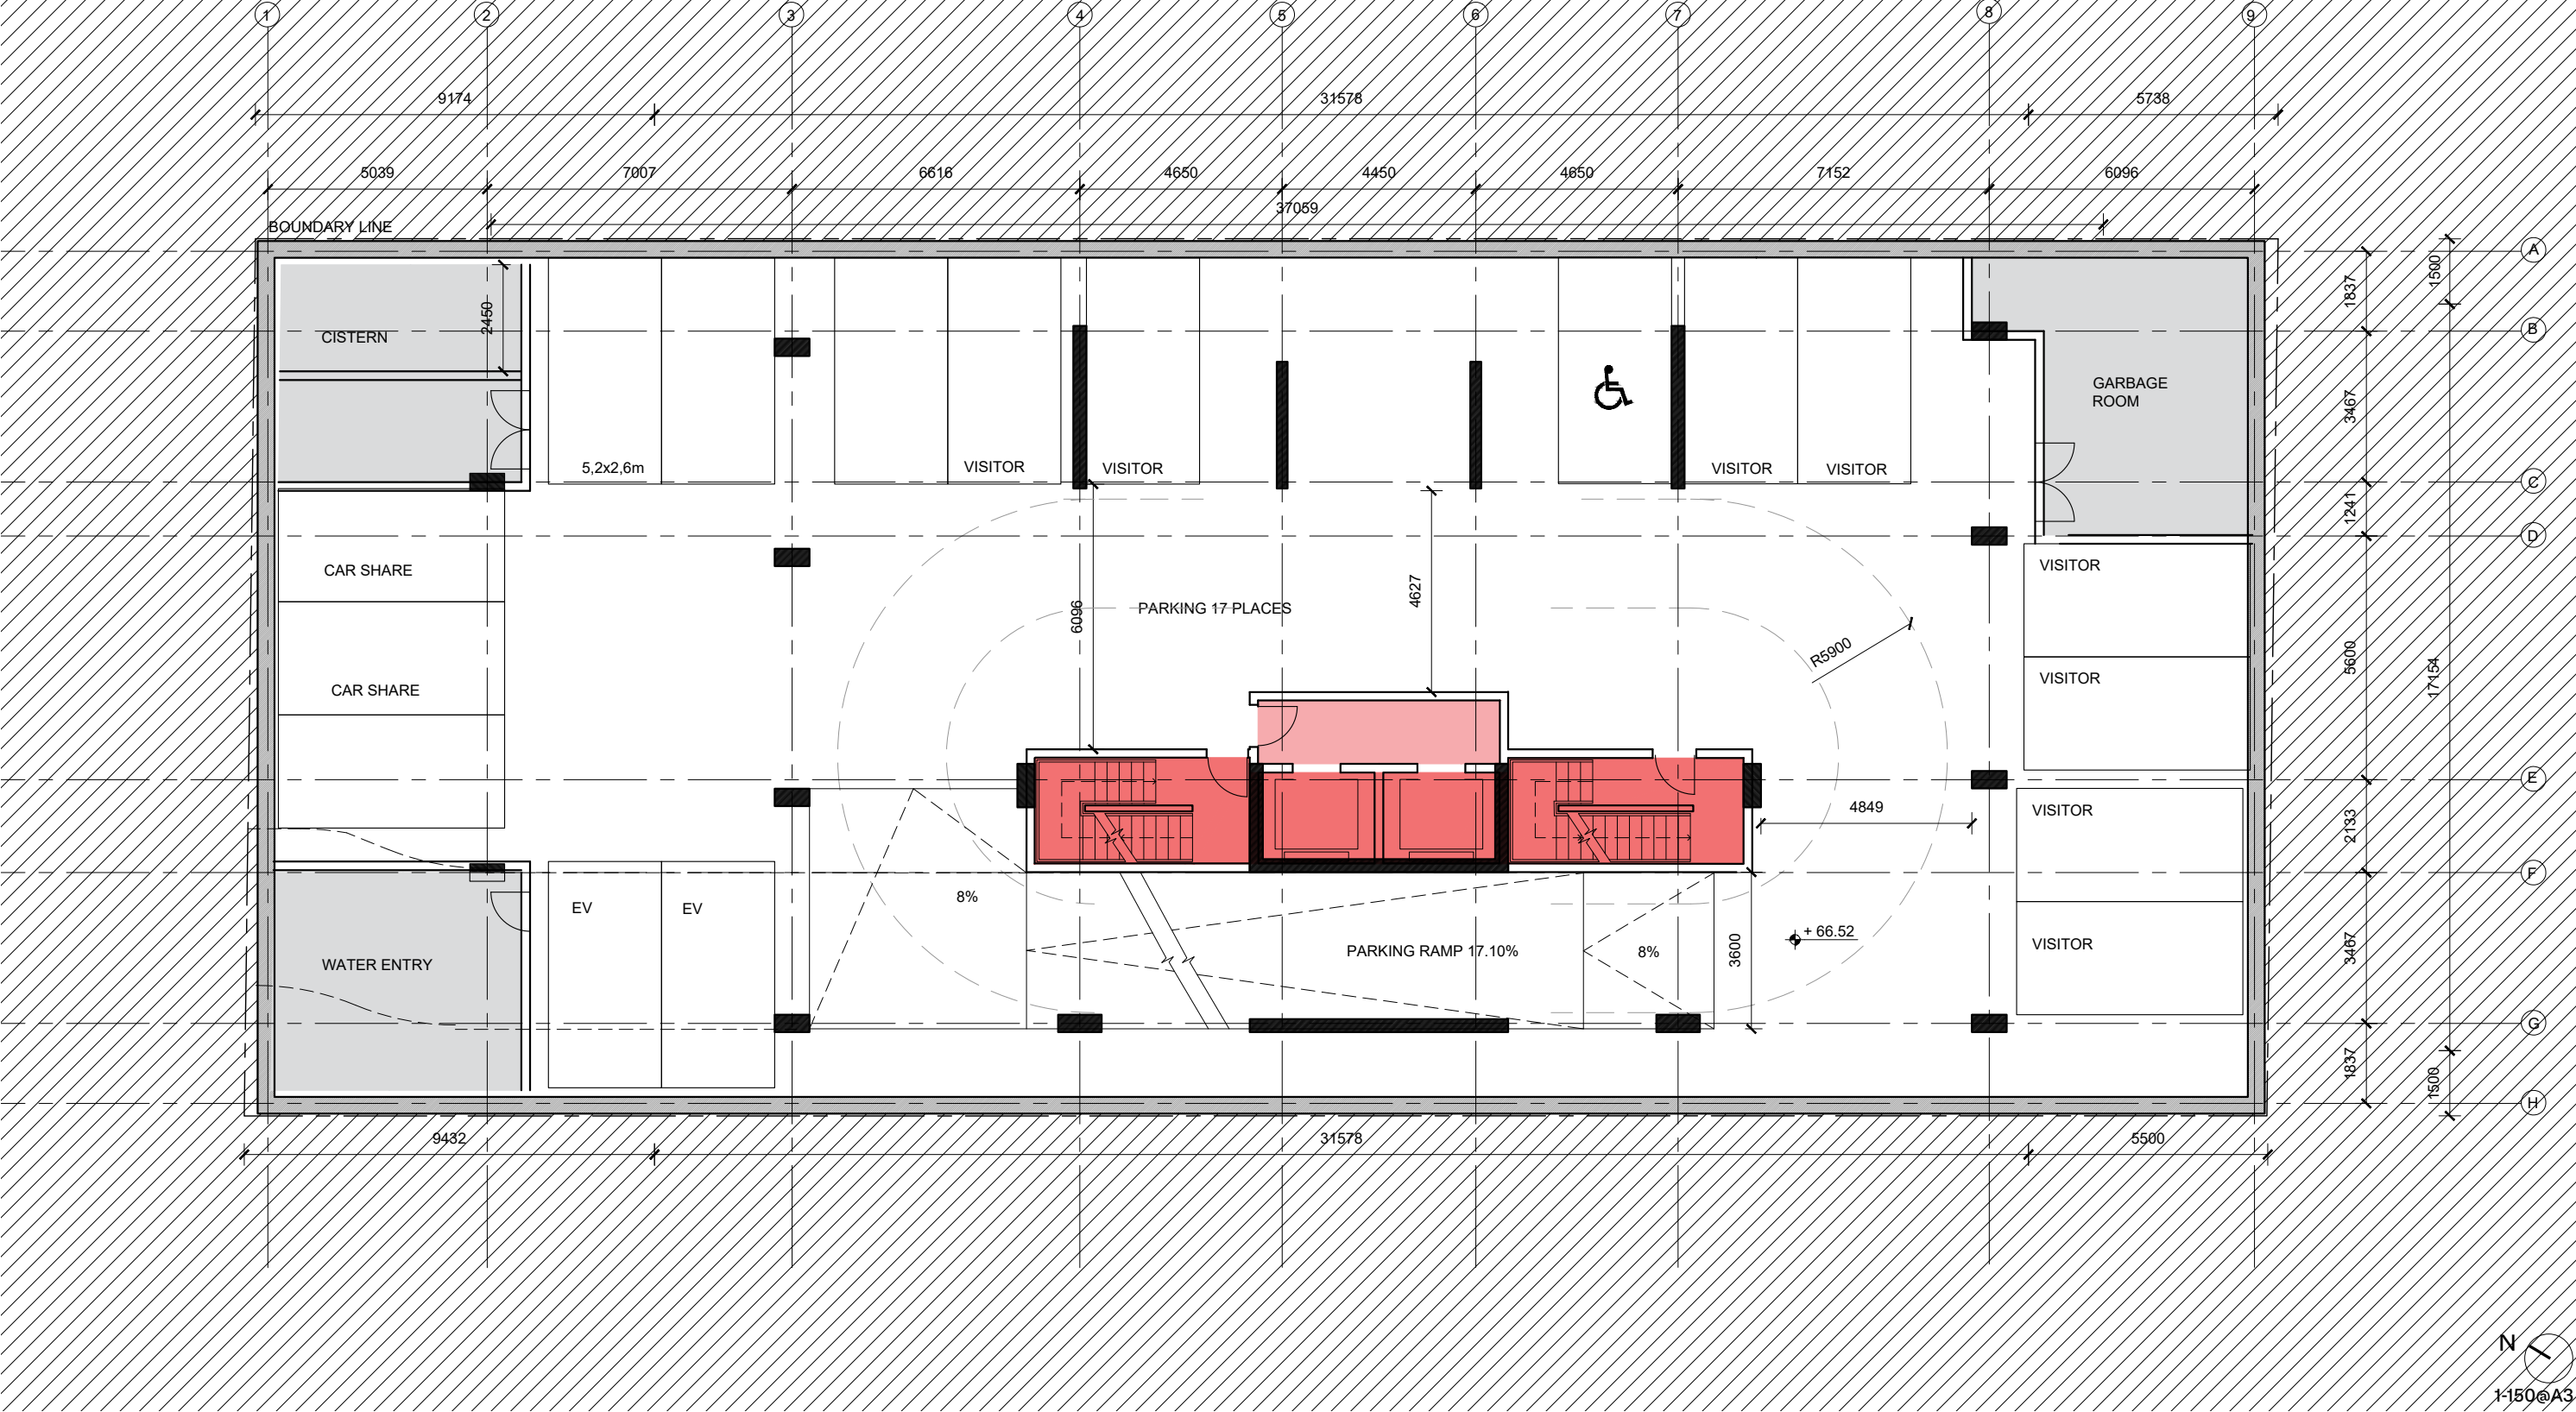 1 2 3 4 5 6 7 8 9
9174 31578 5738
5039 7007 6616 4650 4450 4650 7152 6096
37059
BOUNDARY LINE
A
1500
1837
2450
B
CISTERN
GARBAGE
ROOM
3467
5,2x2,6m
VISITOR
VISITOR
VISITOR
VISITOR
C
1241
D
CAR SHARE
VISITOR
4627
6096
PARKING 17 PLACES
R5900
5600
17154
CAR SHARE
VISITOR
E
4849
VISITOR
2133
F
8%
EV
EV
+ 66.52
VISITOR
WATER ENTRY
PARKING RAMP 17.10%
8%
3600
3467
G
1837
1500
H
9432 31578 5500
N
1-150@A3